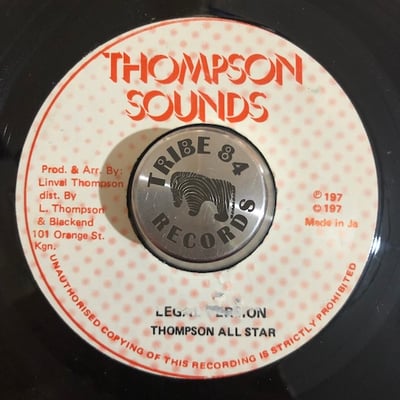 THOMPSON
SOUNDS
Prod. & Arr. By:
Linval Thompson
dist. By
L. Thompson
& Blackend
101 Orange St.
Kgn.
TRIBE 84
RECORDS
℗ 197
© 197
Made in Ja
THOMPSON ALL STAR
UNAUTHORISED COPYING OF THIS RECORDING IS STRICTLY PROHIBITED